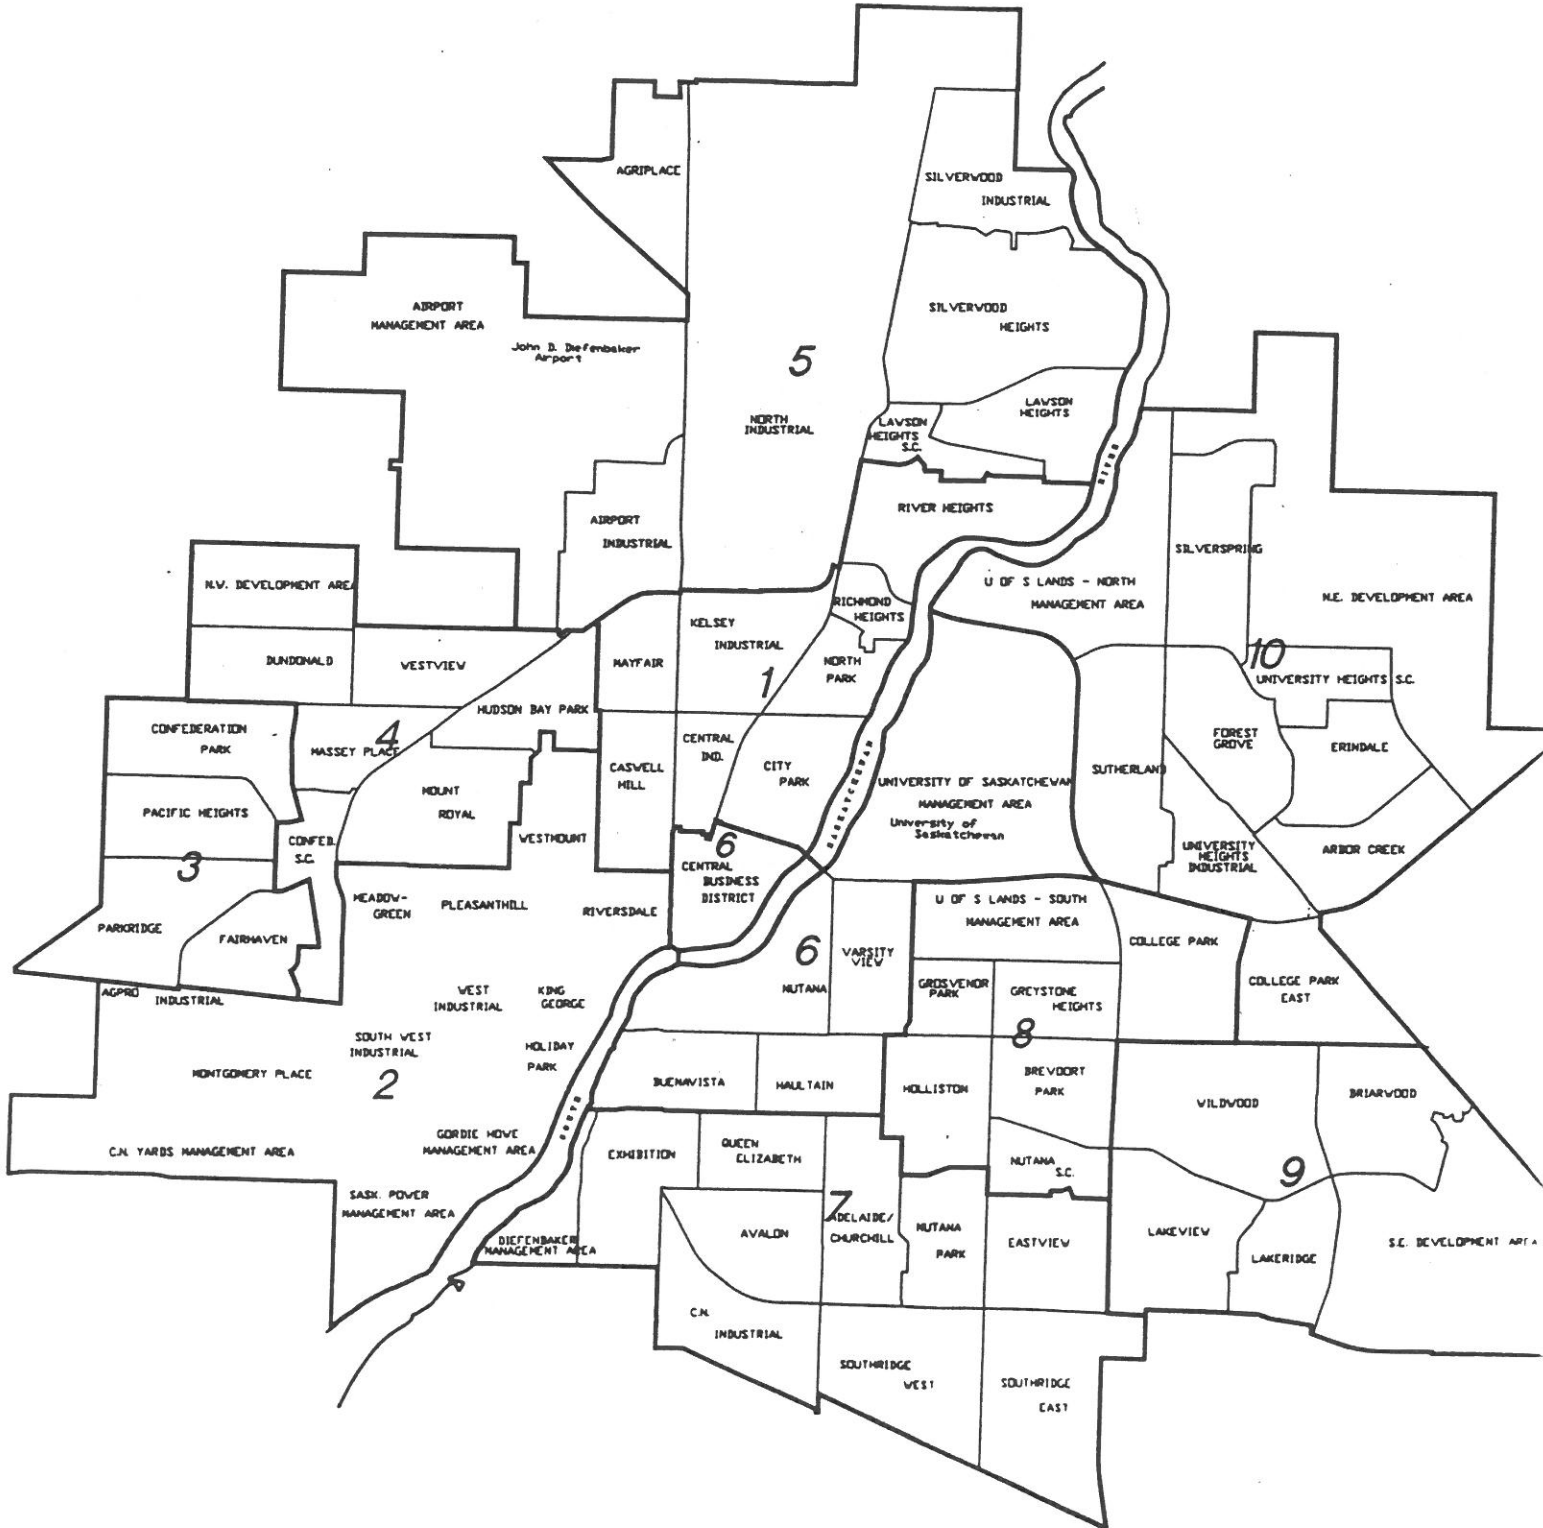 AGRIPLACE
SILVERWOOD
INDUSTRIAL
AIRPORT
MANAGEMENT AREA
John D. Diefenbaker
Airport
SILVERWOOD
HEIGHTS
5
NORTH
INDUSTRIAL
LAWSON
HEIGHTS
LAWSON
HEIGHTS
S.C.
RIVER
RIVER HEIGHTS
AIRPORT
INDUSTRIAL
SILVERSPRING
N.W. DEVELOPMENT AREA
U OF S LANDS - NORTH
MANAGEMENT AREA
N.E. DEVELOPMENT AREA
RICHMOND
HEIGHTS
KELSEY
INDUSTRIAL
DUNDONALD
WESTVIEW
MAYFAIR
NORTH
PARK
10
UNIVERSITY HEIGHTS S.C.
1
HUDSON BAY PARK
CONFEDERATION
PARK
4
MASSEY PLACE
CENTRAL
IND.
FOREST
GROVE
ERINDALE
CASWELL
HILL
CITY
PARK
SASKATCHEWAN
UNIVERSITY OF SASKATCHEWAN
MANAGEMENT AREA
University of
Saskatchewan
SUTHERLAND
MOUNT
ROYAL
PACIFIC HEIGHTS
WESTMOUNT
CONFED.
S.C.
6
UNIVERSITY
HEIGHTS
INDUSTRIAL
ARBOR CREEK
3
CENTRAL
BUSINESS
DISTRICT
MEADOW-
GREEN
PLEASANTHILL
RIVERSDALE
U OF S LANDS - SOUTH
MANAGEMENT AREA
PARKRIDGE
FAIRHAVEN
6
VARSITY
VIEW
COLLEGE PARK
COLLEGE PARK
EAST
NUTANA
GROSVENOR
PARK
GREYSTONE
HEIGHTS
AGPRO
INDUSTRIAL
WEST
INDUSTRIAL
KING
GEORGE
8
SOUTH WEST
INDUSTRIAL
HOLIDAY
PARK
MONTGOMERY PLACE
2
BUENAVISTA
HAULTAIN
HOLLISTON
BREVOORT
PARK
WILDWOOD
BRIARWOOD
SOUTH
GORDIE HOWE
MANAGEMENT AREA
C.N. YARDS MANAGEMENT AREA
EXHIBITION
QUEEN
ELIZABETH
NUTANA
S.C.
9
SASK. POWER
MANAGEMENT AREA
7
ADELAIDE/
CHURCHILL
AVALON
NUTANA
PARK
EASTVIEW
LAKEVIEW
LAKERIDGE
S.E. DEVELOPMENT AREA
DIEFENBAKER
MANAGEMENT AREA
C.N.
INDUSTRIAL
SOUTHRIDGE
WEST
SOUTHRIDGE
EAST